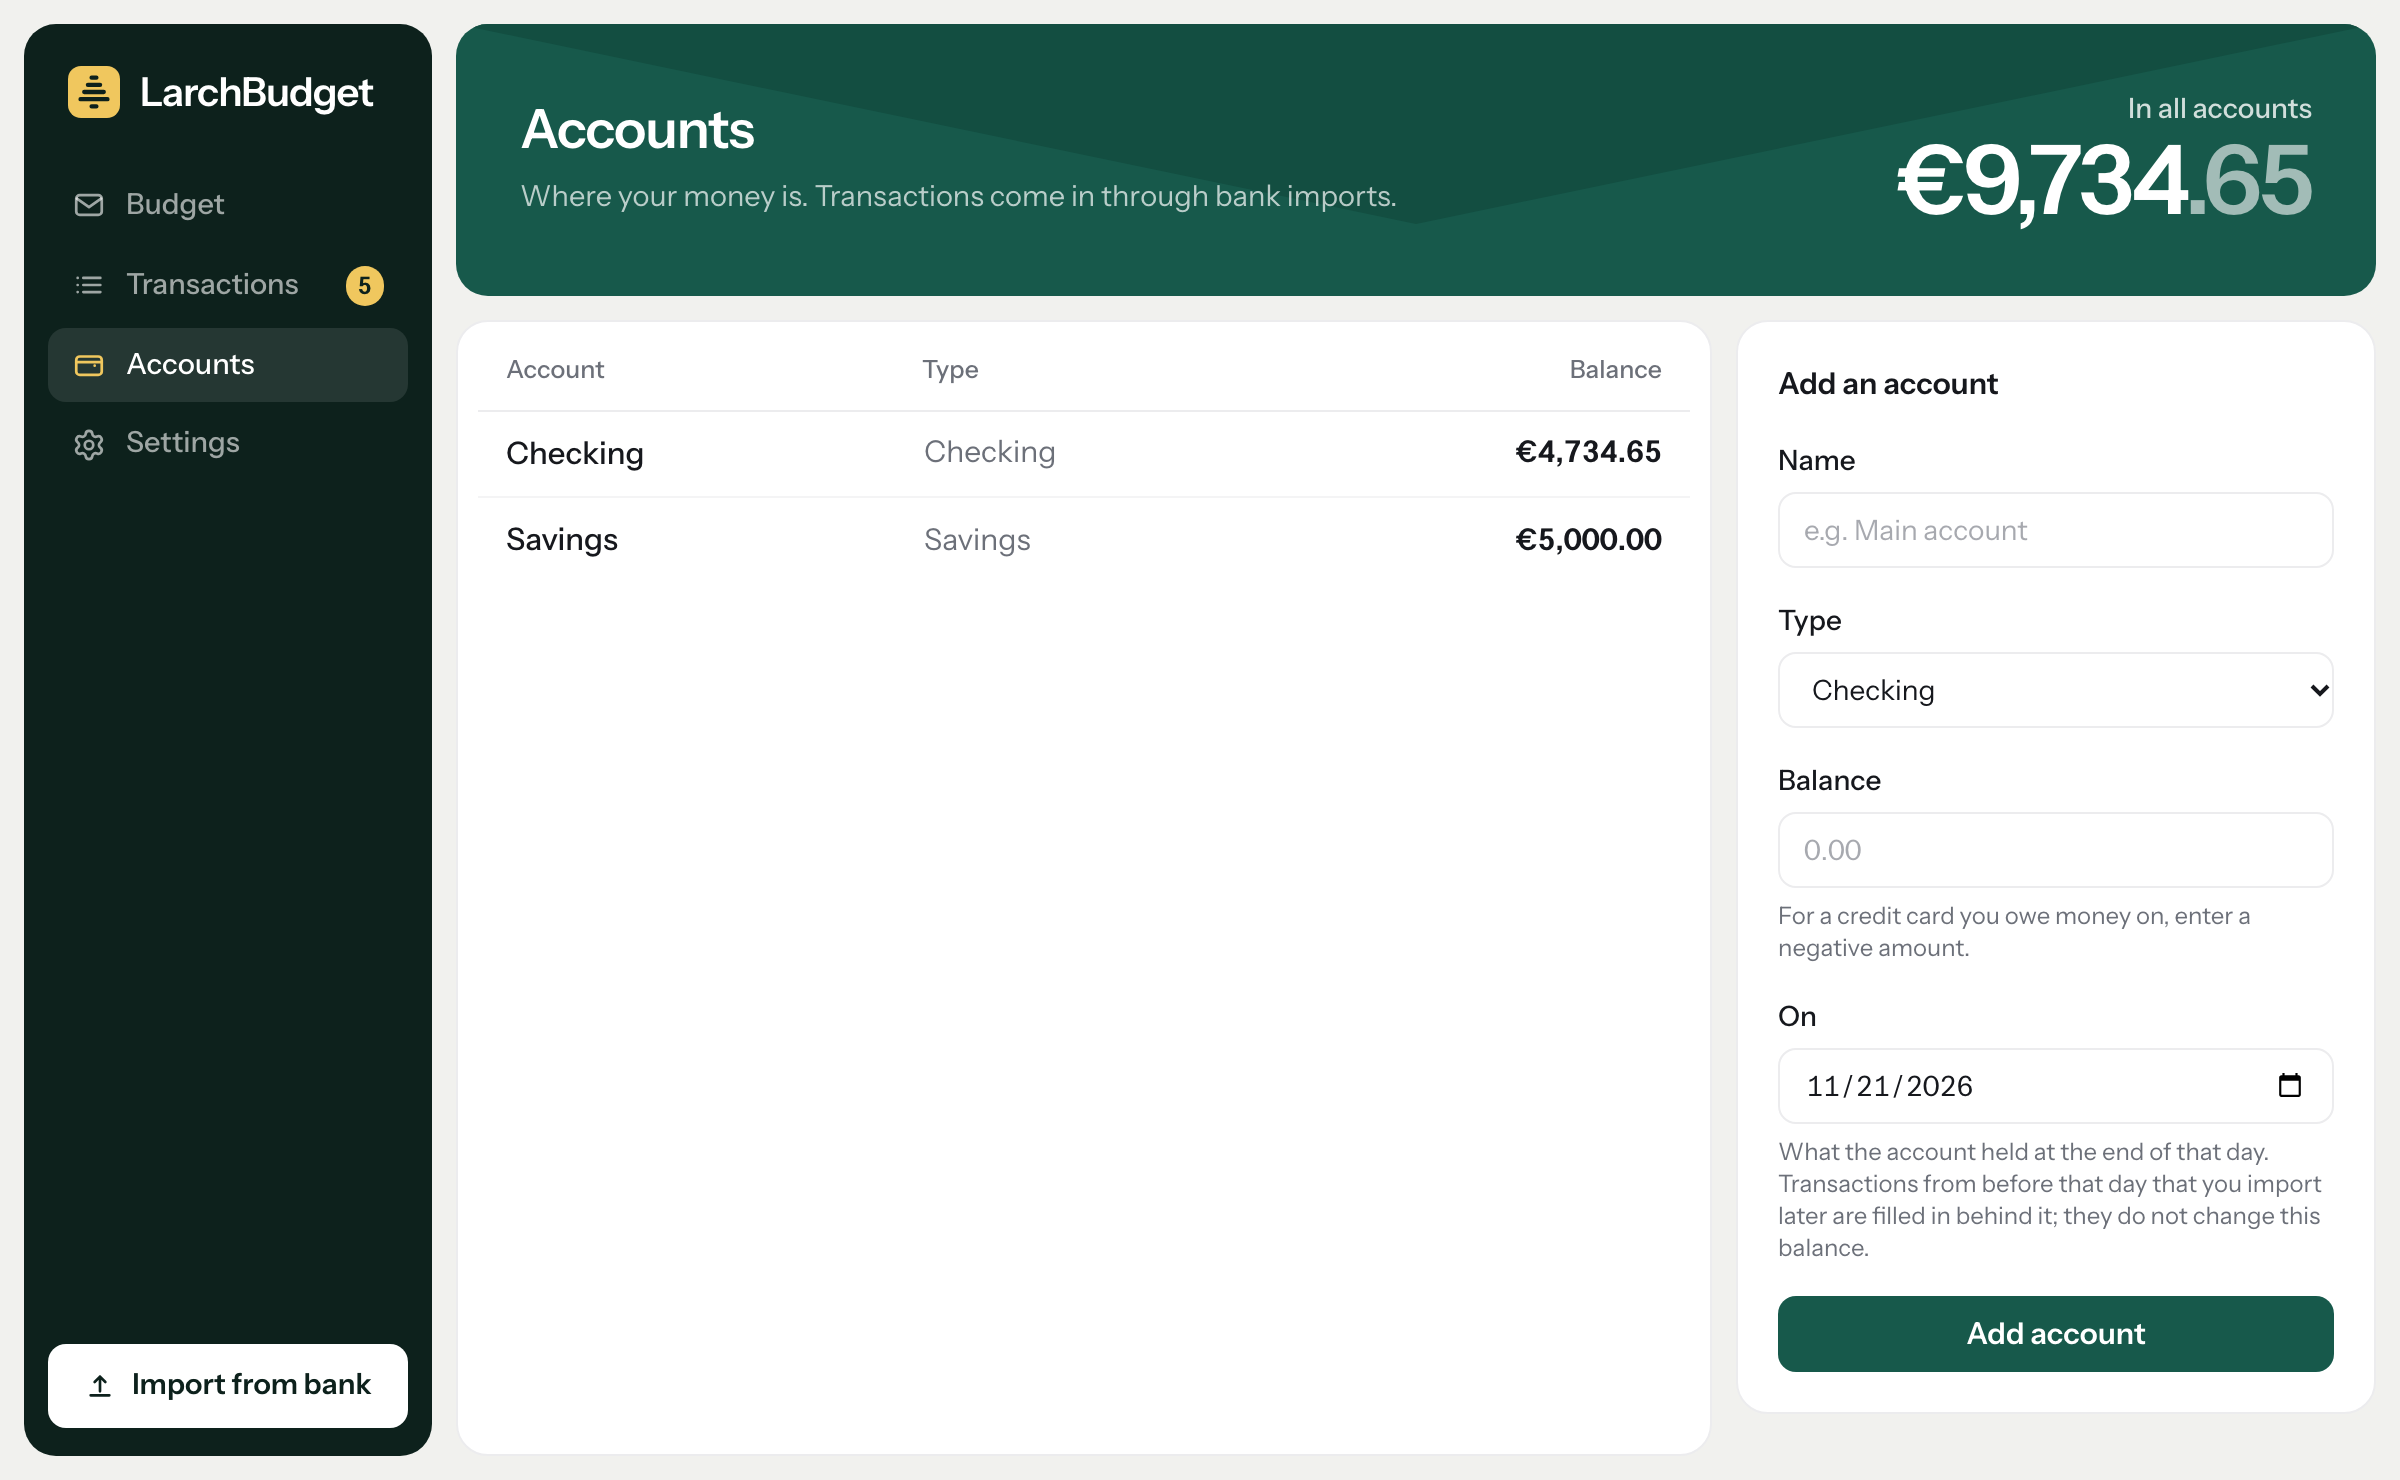 LarchBudget
Budget
Transactions 5
Accounts
Settings
Import from bank
Accounts
Where your money is. Transactions come in through bank imports.
In all accounts
€9,734.65
Account Type Balance
Checking Checking €4,734.65
Savings Savings €5,000.00
Add an account
Name
e.g. Main account
Type
Checking
Balance
0.00
For a credit card you owe money on, enter a
negative amount.
On
11/21/2026
What the account held at the end of that day.
Transactions from before that day that you import
later are filled in behind it; they do not change this
balance.
Add account